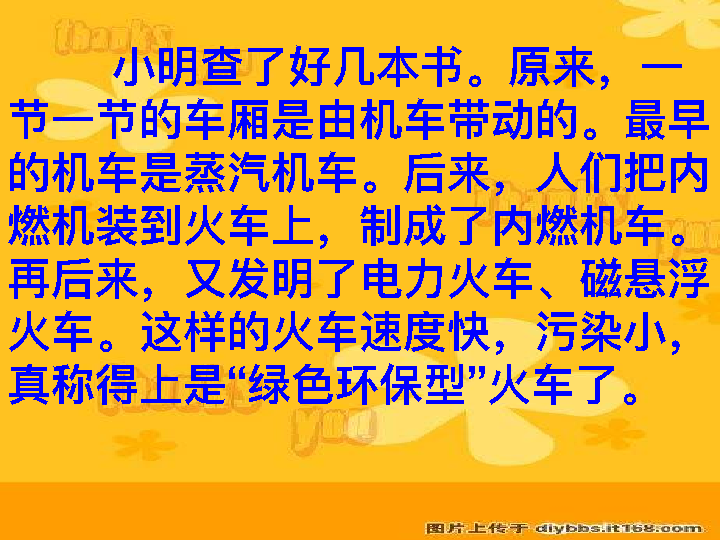 小明查了好几本书。原来，一
节一节的车厢是由机车带动的。最早
的机车是蒸汽机车。后来，人们把内
燃机装到火车上，制成了内燃机车。
再后来，又发明了电力火车、磁悬浮
火车。这样的火车速度快，污染小，
真称得上是“绿色环保型”火车了。
thanks
thanks
you
thanks
you
图片上传于 diybbs.it168.com